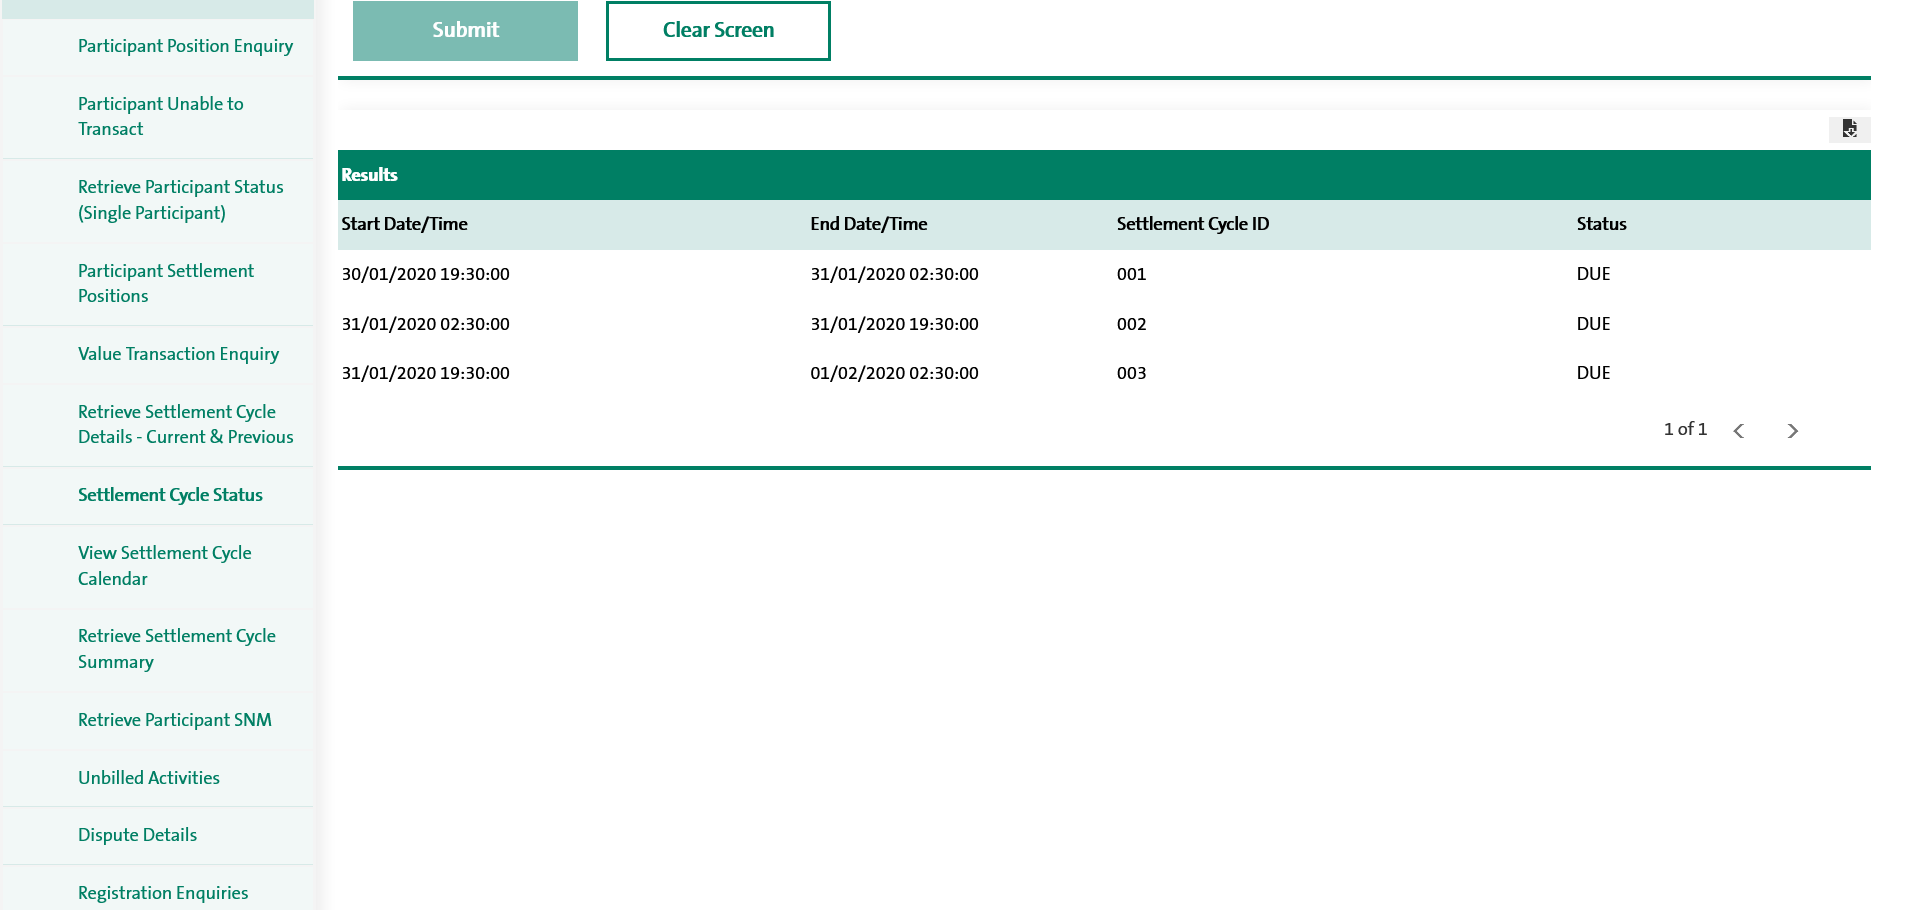 Participant Position Enquiry
Participant Unable to
Transact
Retrieve Participant Status
(Single Participant)
Participant Settlement
Positions
Value Transaction Enquiry
Retrieve Settlement Cycle
Details - Current & Previous
Settlement Cycle Status
View Settlement Cycle
Calendar
Retrieve Settlement Cycle
Summary
Retrieve Participant SNM
Unbilled Activities
Dispute Details
Registration Enquiries
Submit Clear Screen
Results
Start Date/Time End Date/Time Settlement Cycle ID Status
30/01/2020 19:30:00 31/01/2020 02:30:00 001 DUE
31/01/2020 02:30:00 31/01/2020 19:30:00 002 DUE
31/01/2020 19:30:00 01/02/2020 02:30:00 003 DUE
1 of 1